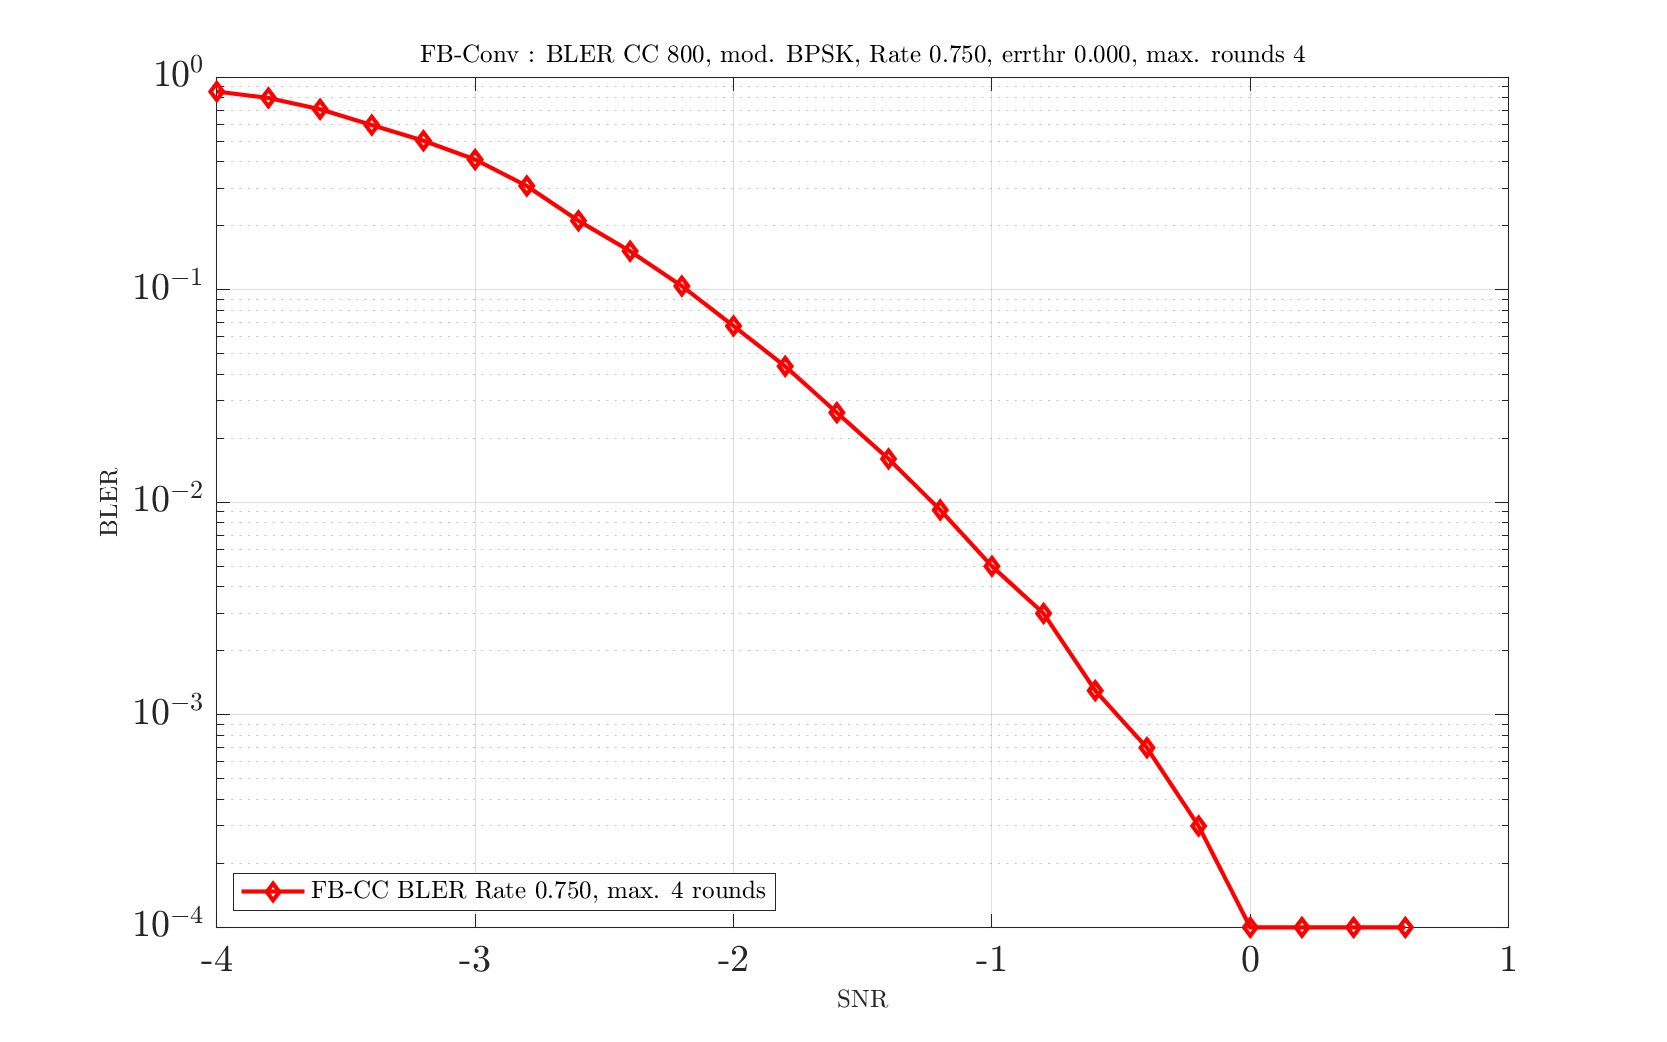 FB-Conv : BLER CC 800, mod. BPSK, Rate 0.750, errthr 0.000, max. rounds 4
10^0
10^{-1}
10^{-2}
10^{-3}
10^{-4}
BLER
FB-CC BLER Rate 0.750, max. 4 rounds
-4 -3 -2 -1 0 1
SNR